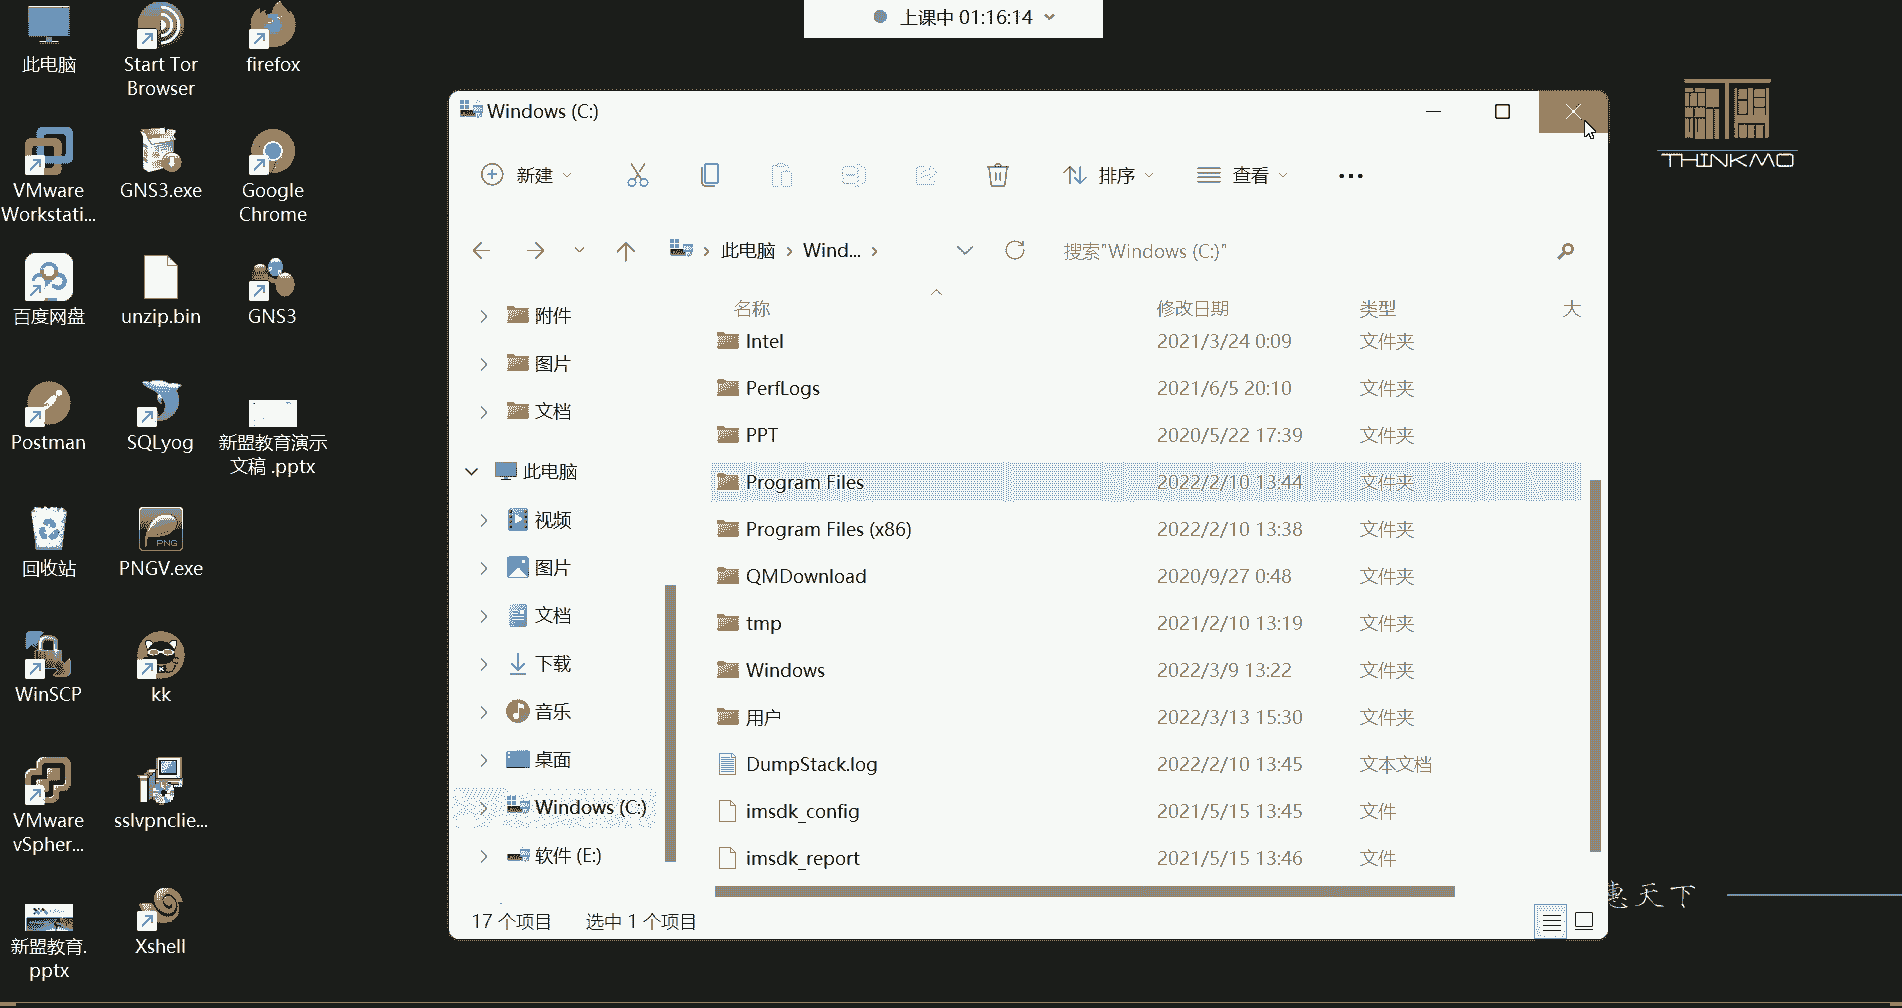 上课中 01:16:14
此电脑
Start Tor
Browser
firefox
VMware
Workstati...
GNS3.exe
Google
Chrome
百度网盘
unzip.bin
GNS3
Postman
SQLyog
新盟教育演示
文稿 .pptx
回收站
PNG
PNGV.exe
WinSCP
kk
VMware
vSpher...
sslvpnclie...
新盟教育.
pptx
Xshell
THINKMO
Windows (C:)
新建
排序
查看
此电脑
Wind...
搜索"Windows (C:)"
附件
图片
文档
此电脑
视频
图片
文档
下载
音乐
桌面
Windows (C:)
软件 (E:)
名称 修改日期 类型 大
Intel 2021/3/24 0:09 文件夹
PerfLogs 2021/6/5 20:10 文件夹
PPT 2020/5/22 17:39 文件夹
Program Files 2022/2/10 13:44 文件夹
Program Files (x86) 2022/2/10 13:38 文件夹
QMDownload 2020/9/27 0:48 文件夹
tmp 2021/2/10 13:19 文件夹
Windows 2022/3/9 13:22 文件夹
用户 2022/3/13 15:30 文件夹
DumpStack.log 2022/2/10 13:45 文本文档
imsdk_config 2021/5/15 13:45 文件
imsdk_report 2021/5/15 13:46 文件
17 个项目 选中 1 个项目
惠天下